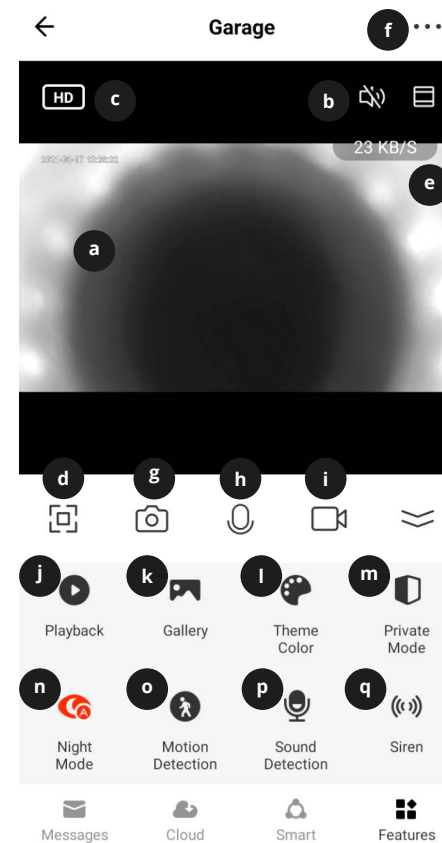 Garage
f
HD
c
b
23 KB/S
e
a
d
g
h
i
j
k
l
m
Playback
Gallery
Theme
Color
Private
Mode
n
A
o
p
q
Night
Mode
Motion
Detection
Sound
Detection
Siren
Messages
Cloud
Smart
Features